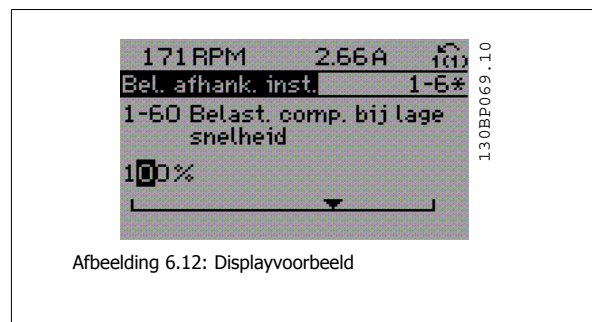 171 RPM 2.66 A 1(1)
Bel. afhank. inst. 1-6*
1-60 Belast. comp. bij lage
snelheid
100%
130BP069.10
Afbeelding 6.12: Displayvoorbeeld